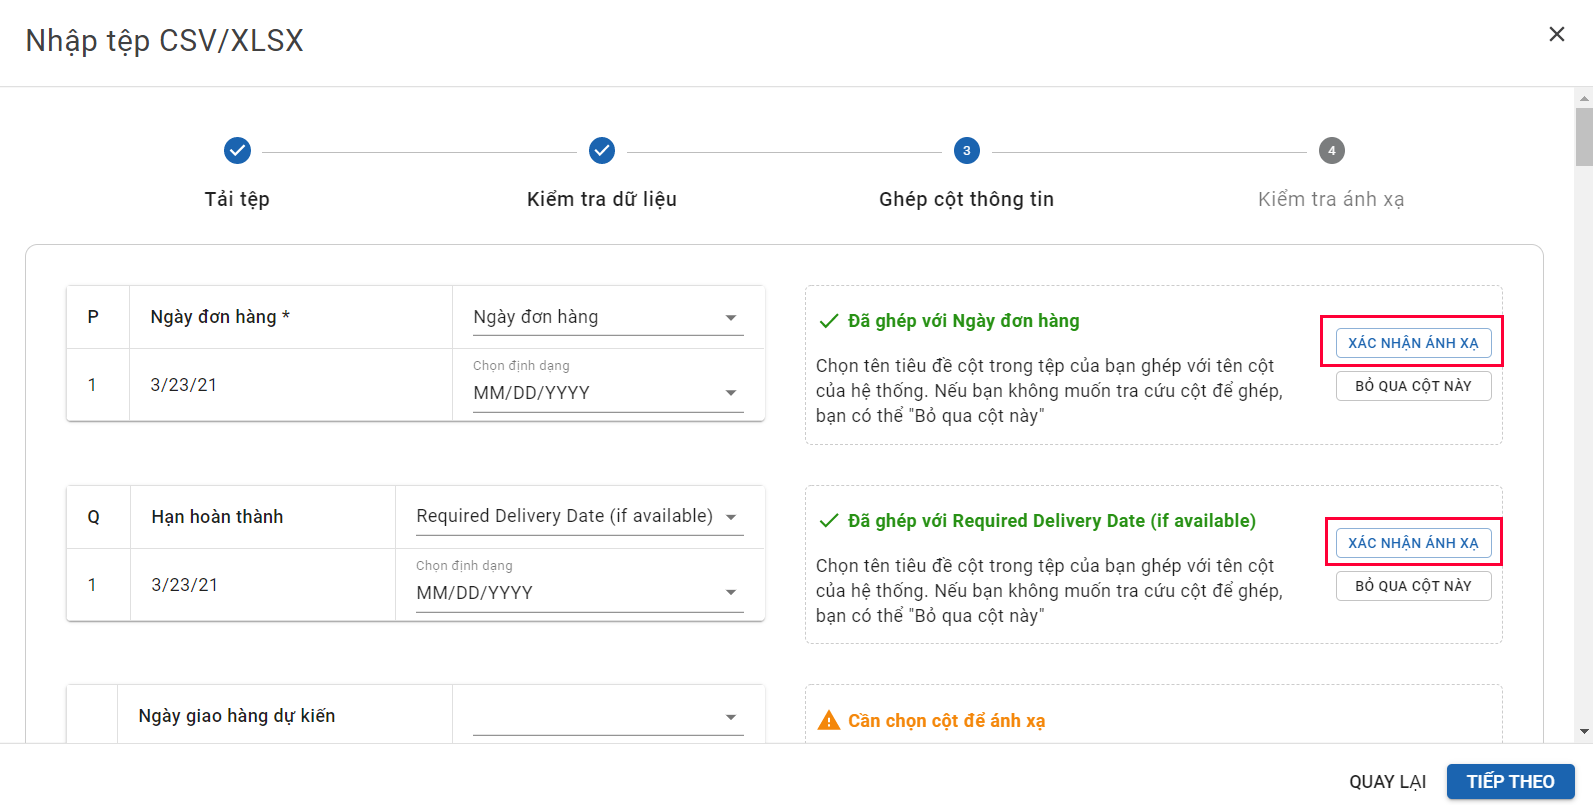 Nhập tệp CSV/XLSX
3
4
Tải tệp
Kiểm tra dữ liệu
Ghép cột thông tin
Kiểm tra ánh xạ
P
Ngày đơn hàng *
Ngày đơn hàng
1
3/23/21
Chọn định dạng
MM/DD/YYYY
Đã ghép với Ngày đơn hàng
Chọn tên tiêu đề cột trong tệp của bạn ghép với tên cột
của hệ thống. Nếu bạn không muốn tra cứu cột để ghép,
bạn có thể "Bỏ qua cột này"
XÁC NHẬN ÁNH XẠ
BỎ QUA CỘT NÀY
Q
Hạn hoàn thành
Required Delivery Date (if available)
1
3/23/21
Chọn định dạng
MM/DD/YYYY
Đã ghép với Required Delivery Date (if available)
Chọn tên tiêu đề cột trong tệp của bạn ghép với tên cột
của hệ thống. Nếu bạn không muốn tra cứu cột để ghép,
bạn có thể "Bỏ qua cột này"
XÁC NHẬN ÁNH XẠ
BỎ QUA CỘT NÀY
Ngày giao hàng dự kiến
Cần chọn cột để ánh xạ
QUAY LẠI
TIẾP THEO